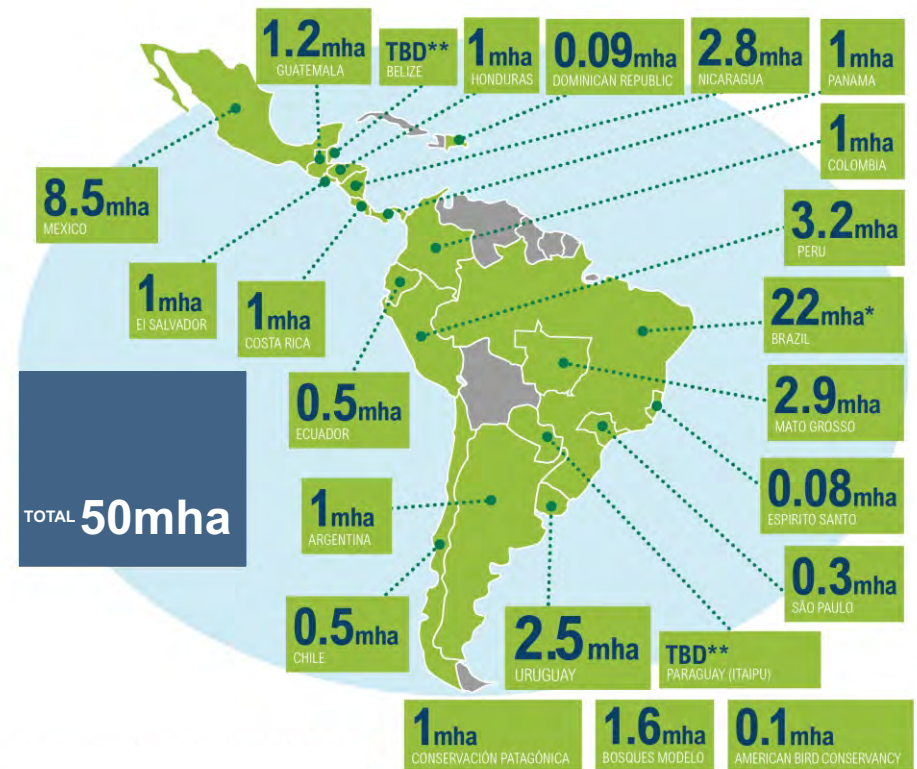 1.2mha
GUATEMALA
TBD**
BELIZE
1mha
HONDURAS
0.09mha
DOMINICAN REPUBLIC
2.8mha
NICARAGUA
1mha
PANAMA
1mha
COLOMBIA
8.5mha
MEXICO
3.2mha
PERU
1mha
El SALVADOR
1mha
COSTA RICA
22mha*
BRAZIL
0.5mha
ECUADOR
2.9mha
MATO GROSSO
TOTAL 50mha
1mha
ARGENTINA
0.08mha
ESPIRITO SANTO
0.3mha
SÃO PAULO
0.5mha
CHILE
2.5mha
URUGUAY
TBD**
PARAGUAY (ITAIPU)
1mha
CONSERVACIÓN PATAGÓNICA
1.6mha
BOSQUES MODELO
0.1mha
AMERICAN BIRD CONSERVANCY